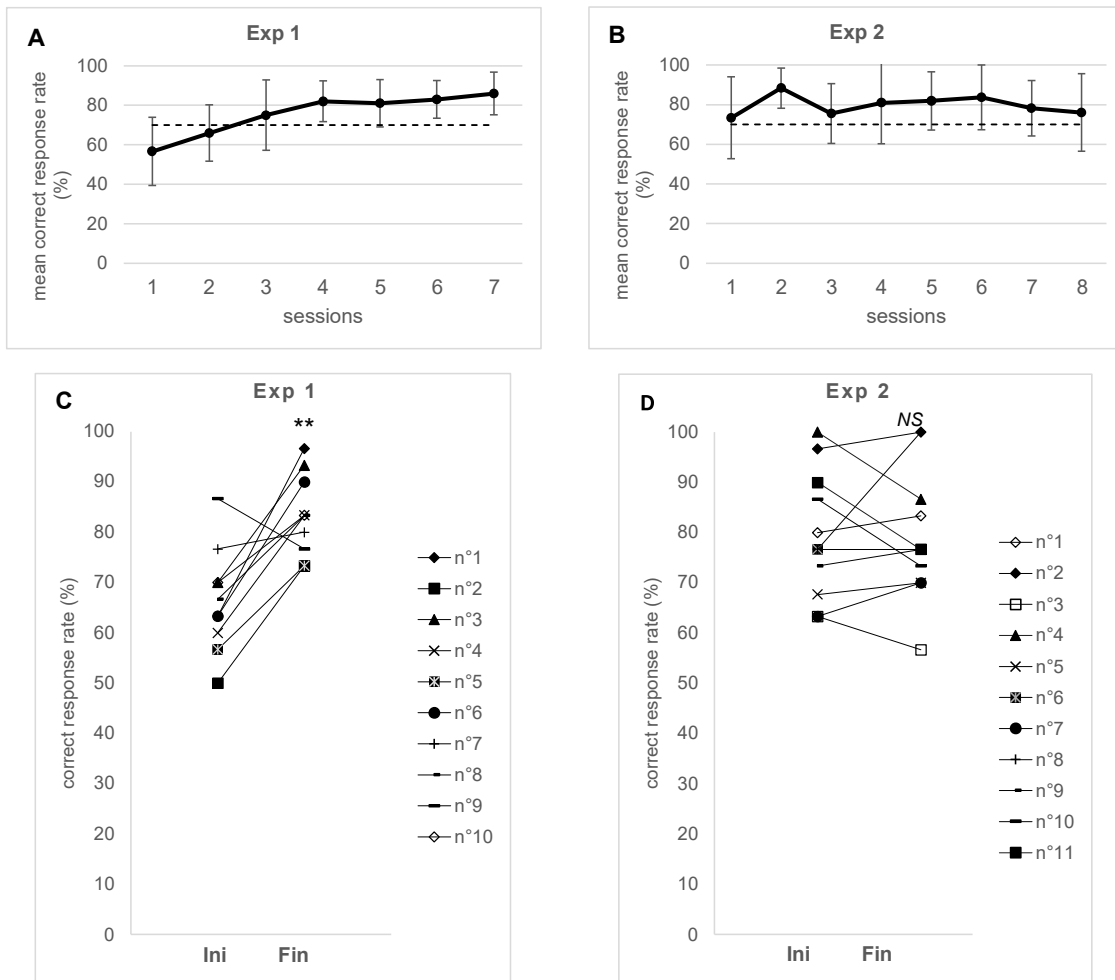 A
Exp 1
mean correct response rate
(%)
100
80
60
40
20
0
1 2 3 4 5 6 7
sessions
B
Exp 2
mean correct response rate
(%)
100
80
60
40
20
0
1 2 3 4 5 6 7 8
sessions
C
Exp 1
**
correct response rate (%)
100
90
80
70
60
50
40
30
20
10
0
Ini Fin
n°1
n°2
n°3
n°4
n°5
n°6
n°7
n°8
n°9
n°10
D
Exp 2
NS
correct response rate (%)
100
90
80
70
60
50
40
30
20
10
0
Ini Fin
n°1
n°2
n°3
n°4
n°5
n°6
n°7
n°8
n°9
n°10
n°11